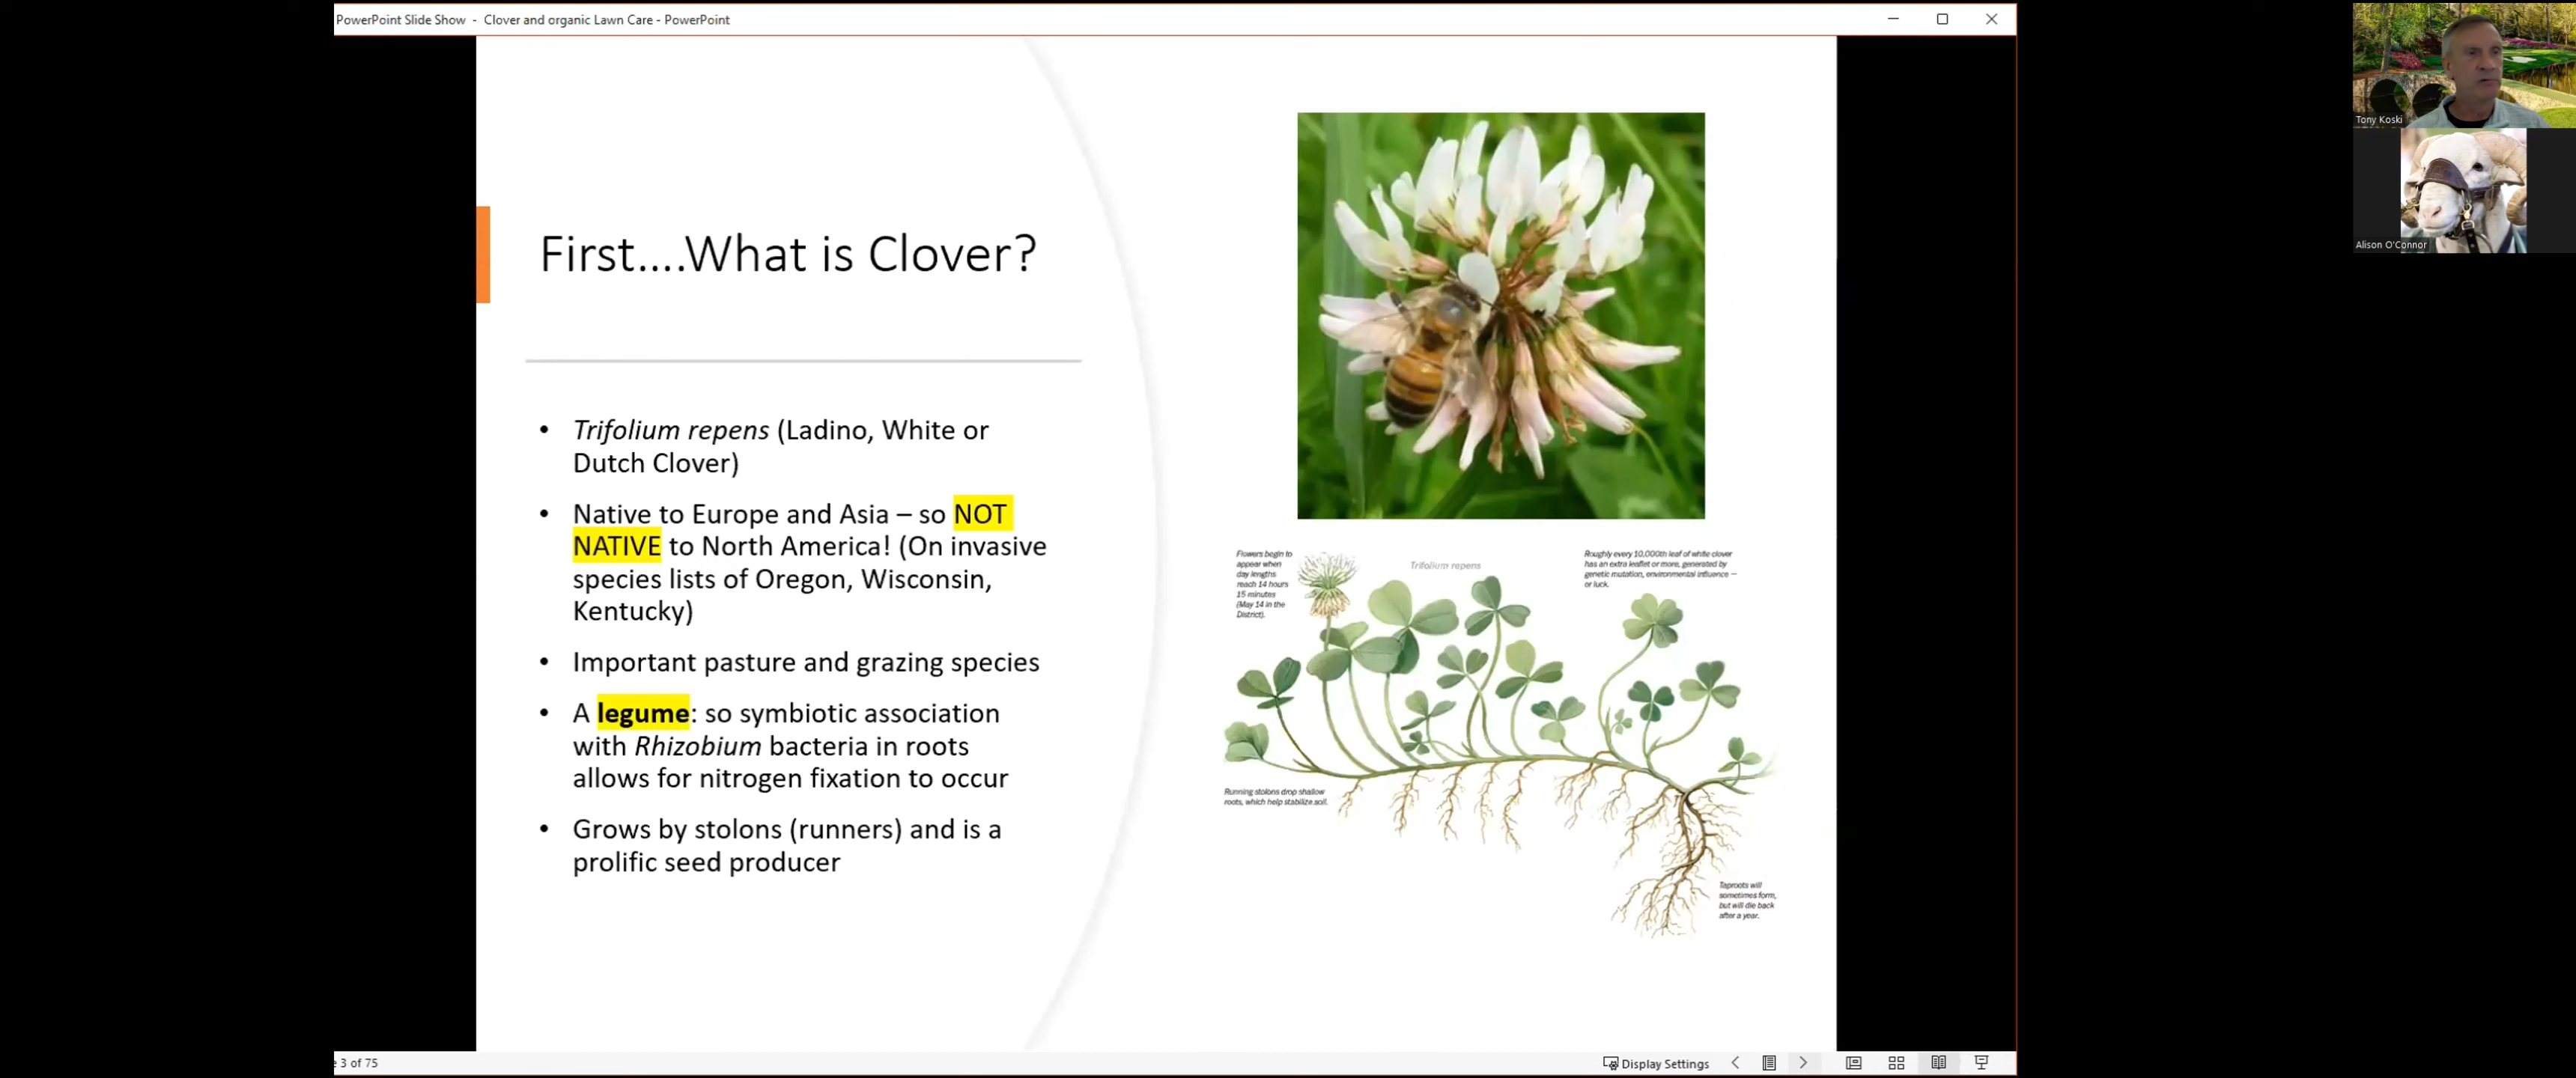 PowerPoint Slide Show - Clover and organic Lawn Care - PowerPoint
First....What is Clover?
• Trifolium repens (Ladino, White or
Dutch Clover)
• Native to Europe and Asia – so NOT
NATIVE to North America! (On invasive
species lists of Oregon, Wisconsin,
Kentucky)
• Important pasture and grazing species
• A legume: so symbiotic association
with Rhizobium bacteria in roots
allows for nitrogen fixation to occur
• Grows by stolons (runners) and is a
prolific seed producer
Flowers begin to
appear when
day lengths
reach 14 hours
15 minutes
(May 14 in the
District).
Trifolium repens
Roughly every 10,000th leaf of white clover
has an extra leaflet or more, generated by
genetic mutation, environmental influence —
or luck.
Running stolons drop shallow
roots, which help stabilize soil.
Taproots will
sometimes form,
but will die back
after a year.
3 of 75
Display Settings
Tony Koski
Alison O'Connor